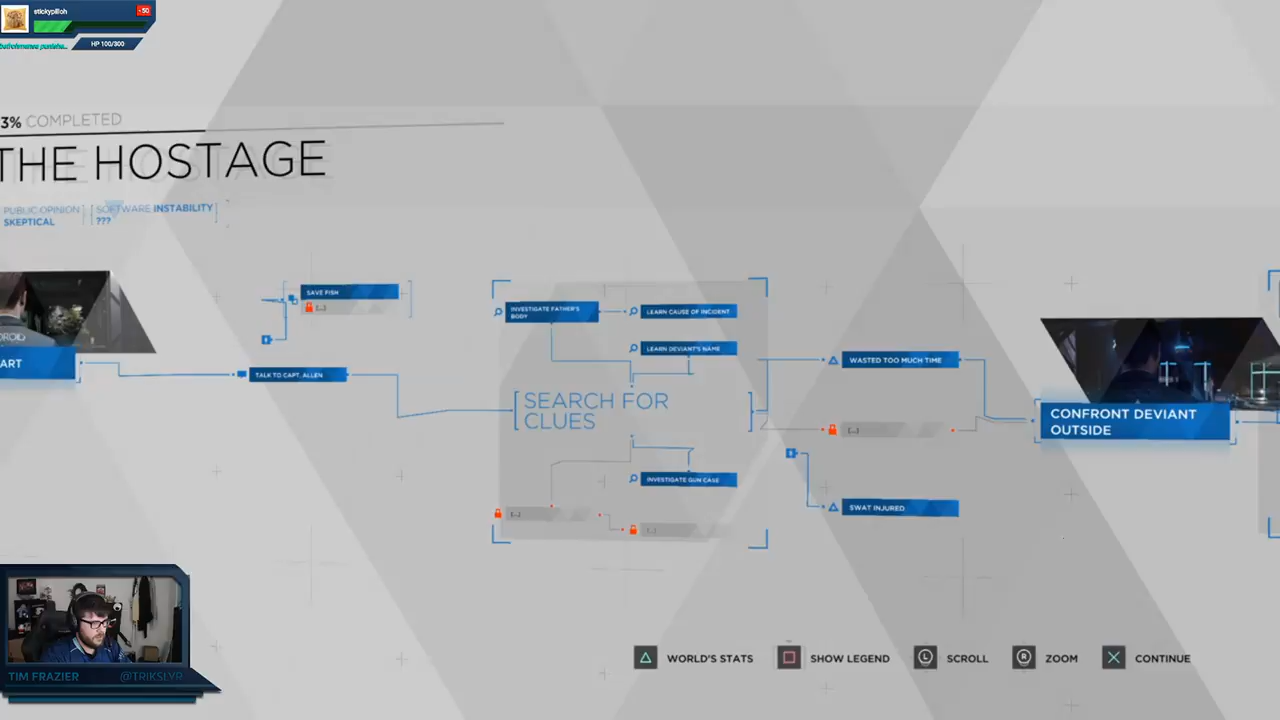 stickypilloh
-50
HP 100/300
3% COMPLETED
THE HOSTAGE
PUBLIC OPINION
SKEPTICAL
SOFTWARE INSTABILITY
???
SAVE FISH
[...]
INVESTIGATE FATHER'S
BODY
LEARN CAUSE OF INCIDENT
LEARN DEVIANT'S NAME
ART
TALK TO CAPT. ALLEN
SEARCH FOR
CLUES
WASTED TOO MUCH TIME
[...]
CONFRONT DEVIANT
OUTSIDE
INVESTIGATE GUN CASE
[...]
[...]
SWAT INJURED
TIM FRAZIER
@TRIKSLYR
WORLD'S STATS
SHOW LEGEND
L
SCROLL
R
ZOOM
CONTINUE